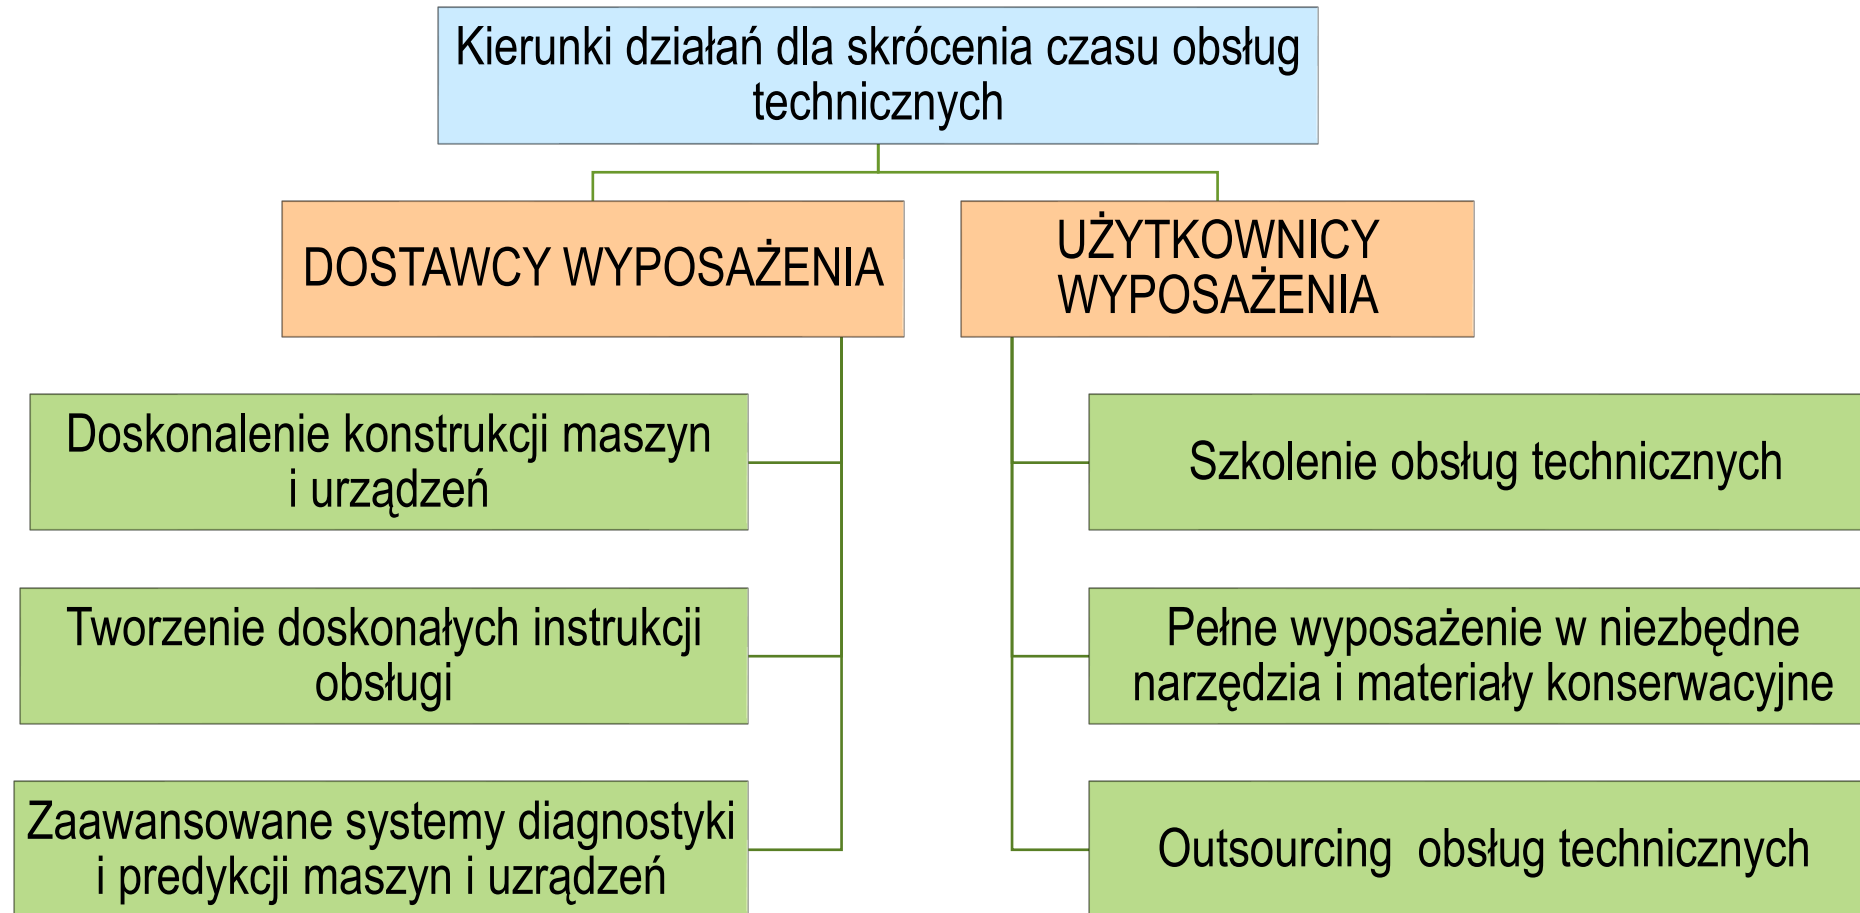 Kierunki działań dla skrócenia czasu obsług
technicznych
DOSTAWCY WYPOSAŻENIA
UŻYTKOWNICY
WYPOSAŻENIA
Doskonalenie konstrukcji maszyn
i urządzeń
Tworzenie doskonałych instrukcji
obsługi
Zaawansowane systemy diagnostyki
i predykcji maszyn i uzrądzeń
Szkolenie obsług technicznych
Pełne wyposażenie w niezbędne
narzędzia i materiały konserwacyjne
Outsourcing  obsług technicznych